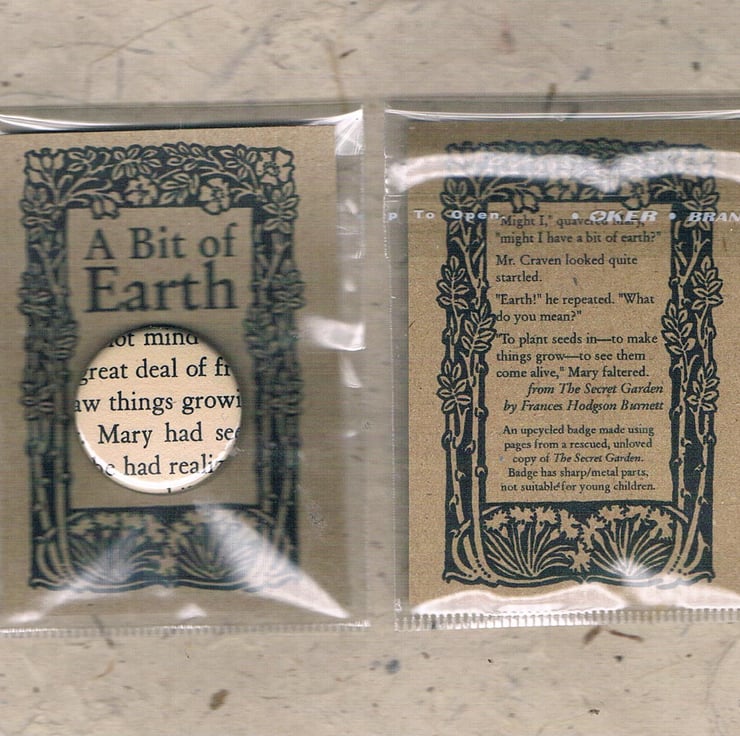 A Bit of
Earth
not mind
great deal of fr
aw things growi
Mary had see
be had realiz
p To Open
OKER • BRAN
"Might I," quavered Mary,
"might I have a bit of earth?"
Mr. Craven looked quite
startled.
"Earth!" he repeated. "What
do you mean?"
"To plant seeds in—to make
things grow—to see them
come alive," Mary faltered.
from The Secret Garden
by Frances Hodgson Burnett
An upcycled badge made using
pages from a rescued, unloved
copy of The Secret Garden.
Badge has sharp/metal parts,
not suitable for young children.